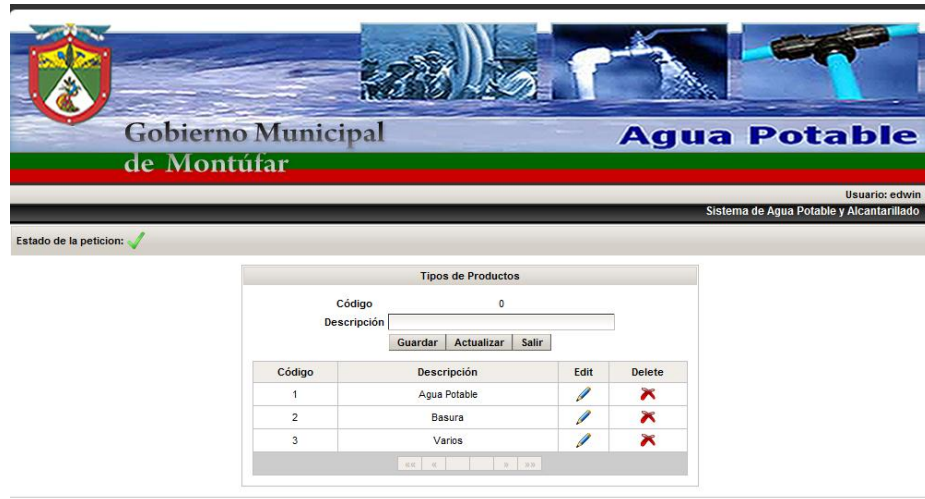 Gobierno Municipal
de Montúfar
Agua Potable
Usuario: edwin
Sistema de Agua Potable y Alcantarillado
Estado de la peticion:
Tipos de Productos
Código 0
Descripción
Guardar Actualizar Salir
Código Descripción Edit Delete
1 Agua Potable
2 Basura
3 Varios
«« « » »»